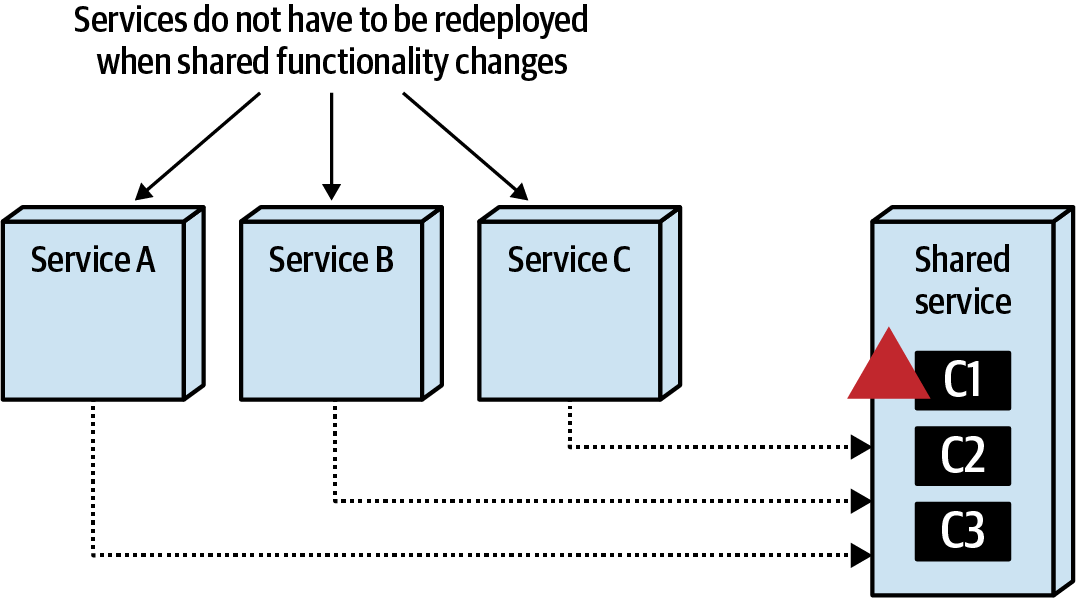 Services do not have to be redeployed
when shared functionality changes
Service A
Service B
Service C
Shared
service
C1
C2
C3